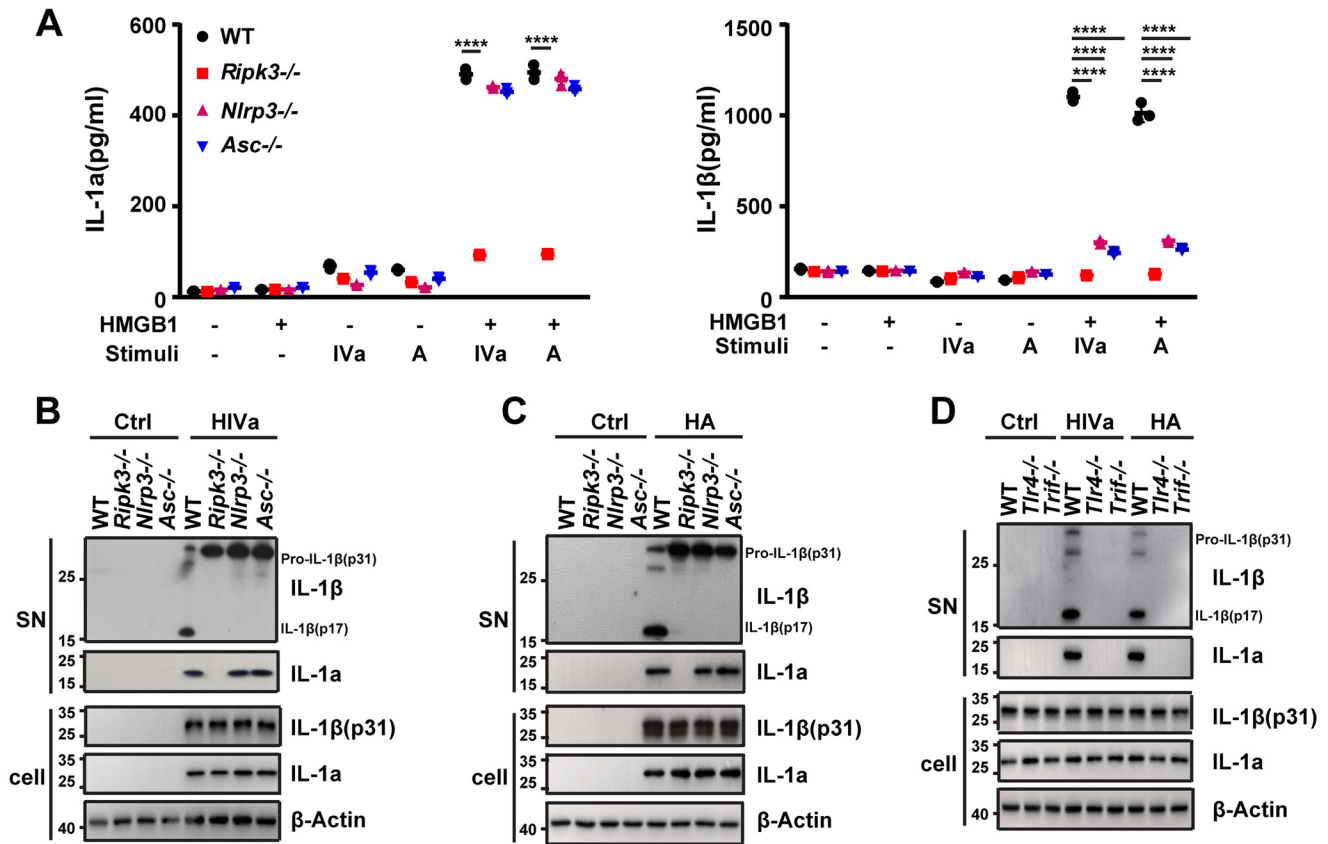 A
600
400
200
0
IL-1a(pg/ml)
WT
Ripk3-/-
Nlrp3-/-
Asc-/-
**** ****
HMGB1 - + - - + +
Stimuli - - IVa A IVa A
1500
1000
500
0
IL-1β(pg/ml)
**** ****
**** ****
**** ****
HMGB1 - + - - + +
Stimuli - - IVa A IVa A
B
Ctrl HIVa
WT Ripk3-/- Nlrp3-/- Asc-/- WT Ripk3-/- Nlrp3-/- Asc-/-
SN
Pro-IL-1β(p31)
25
IL-1β
15 IL-1β(p17)
25
15
IL-1a
cell
35
25
IL-1β(p31)
35
25
IL-1a
40 β-Actin
C
Ctrl HA
WT Ripk3-/- Nlrp3-/- Asc-/- WT Ripk3-/- Nlrp3-/- Asc-/-
SN
Pro-IL-1β(p31)
25
IL-1β
IL-1β(p17)
15
25
15
IL-1a
cell
35
25
IL-1β(p31)
35
25
IL-1a
40 β-Actin
D
Ctrl HIVa HA
WT Tlr4-/- Trif-/- WT Tlr4-/- Trif-/- WT Tlr4-/- Trif-/-
SN
Pro-IL-1β(p31)
25
IL-1β
IL-1β(p17)
15
25
15
IL-1a
cell
35
25
IL-1β(p31)
35
25
IL-1a
40 β-Actin